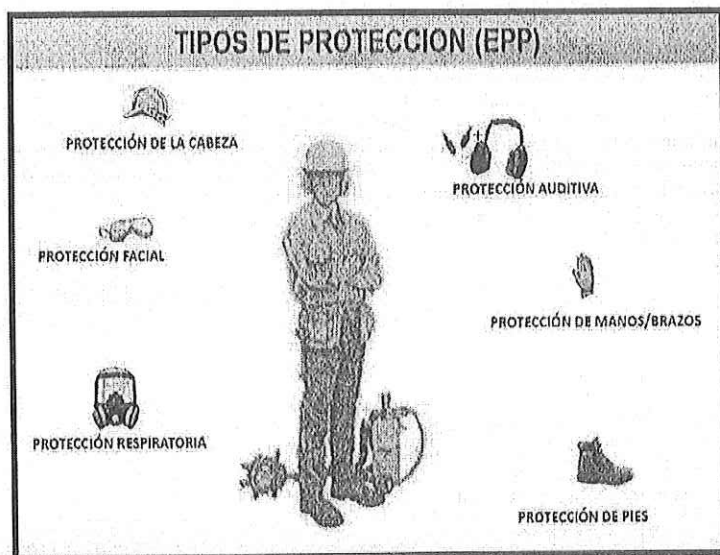 TIPOS DE PROTECCION (EPP)
PROTECCIÓN DE LA CABEZA
PROTECCIÓN AUDITIVA
PROTECCIÓN FACIAL
PROTECCIÓN DE MANOS/BRAZOS
PROTECCIÓN RESPIRATORIA
PROTECCIÓN DE PIES